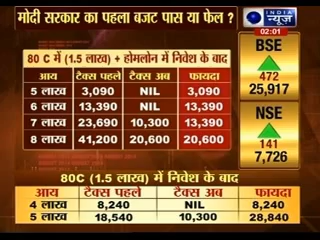 मोदी सरकार का पहला बजट पास या फेल ?
INDIA न्यूज़
02:01
80 C में (1.5 लाख) + होमलोन में निवेश के बाद
आय टैक्स पहले टैक्स अब फायदा
5 लाख 3,090 NIL 3,090
6 लाख 13,390 NIL 13,390
7 लाख 23,690 10,300 13,390
8 लाख 41,200 20,600 20,600
BSE
472
25,917
NSE
141
7,726
80C (1.5 लाख) में निवेश के बाद
आय टैक्स पहले टैक्स अब फायदा
4 लाख 8,240 NIL 8,240
5 लाख 18,540 10,300 28,840